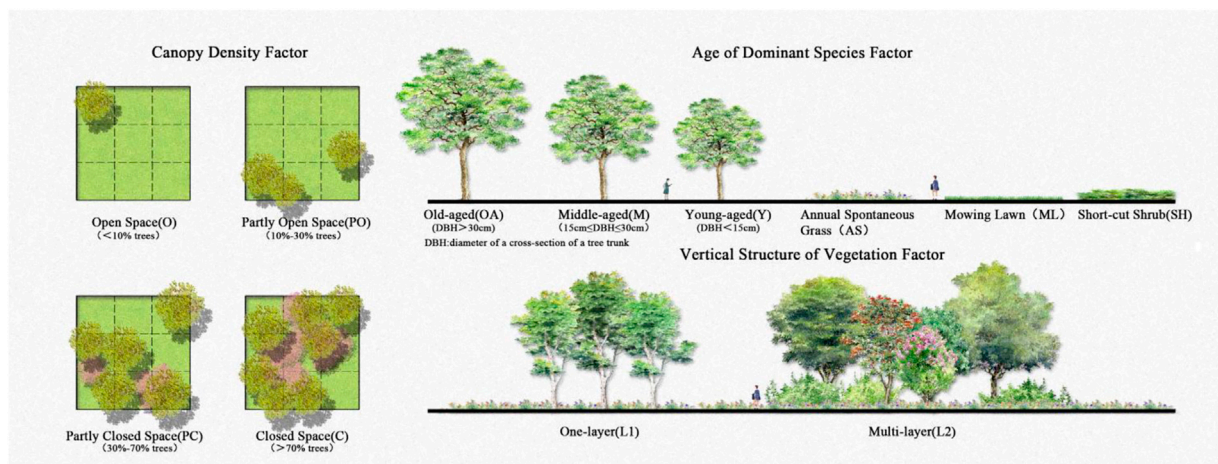 Canopy Density Factor
Open Space(O)
(<10% trees)
Partly Open Space(PO)
(10%-30% trees)
Partly Closed Space(PC)
(30%-70% trees)
Closed Space(C)
(>70% trees)
Age of Dominant Species Factor
Old-aged(OA)
(DBH>30cm)
Middle-aged(M)
(15cm≤DBH≤30cm)
Young-aged(Y)
(DBH<15cm)
Annual Spontaneous
Grass (AS)
Mowing Lawn (ML)
Short-cut Shrub(SH)
DBH:diameter of a cross-section of a tree trunk
Vertical Structure of Vegetation Factor
One-layer(L1)
Multi-layer(L2)